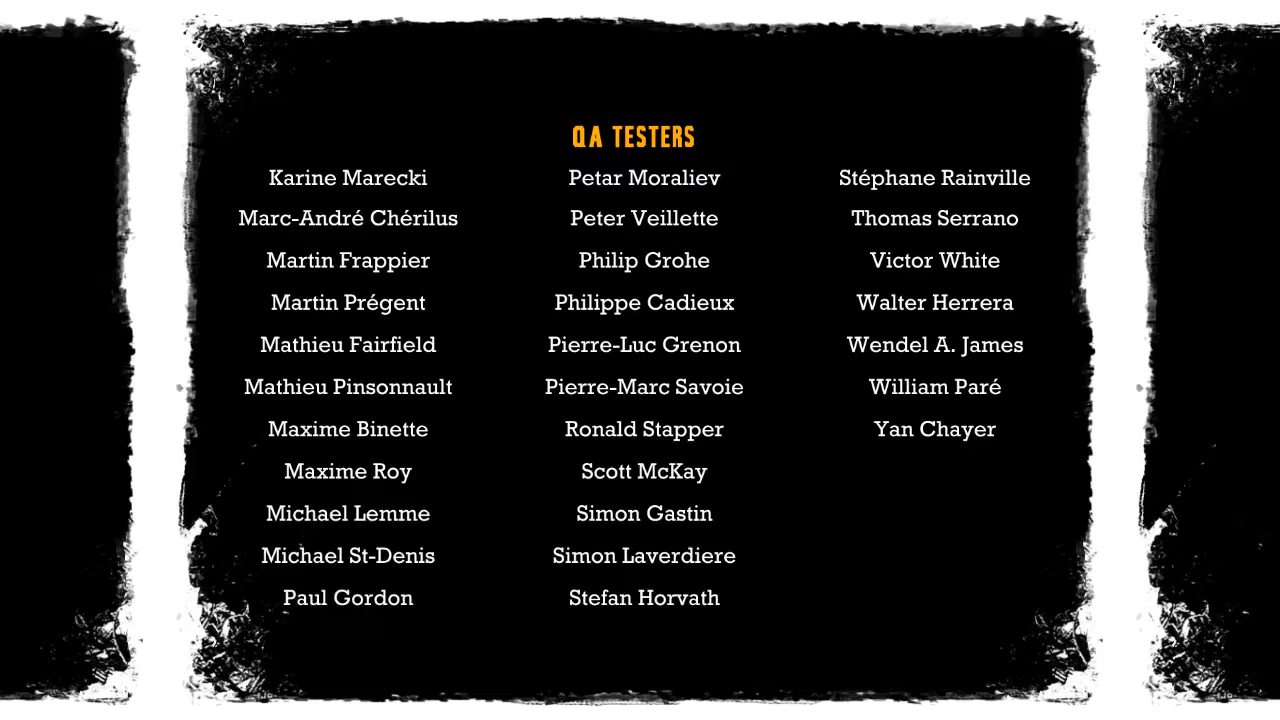 QA TESTERS
Karine Marecki
Marc-André Chérilus
Martin Frappier
Martin Prégent
Mathieu Fairfield
Mathieu Pinsonnault
Maxime Binette
Maxime Roy
Michael Lemme
Michael St-Denis
Paul Gordon
Petar Moraliev
Peter Veillette
Philip Grohe
Philippe Cadieux
Pierre-Luc Grenon
Pierre-Marc Savoie
Ronald Stapper
Scott McKay
Simon Gastin
Simon Laverdiere
Stefan Horvath
Stéphane Rainville
Thomas Serrano
Victor White
Walter Herrera
Wendel A. James
William Paré
Yan Chayer